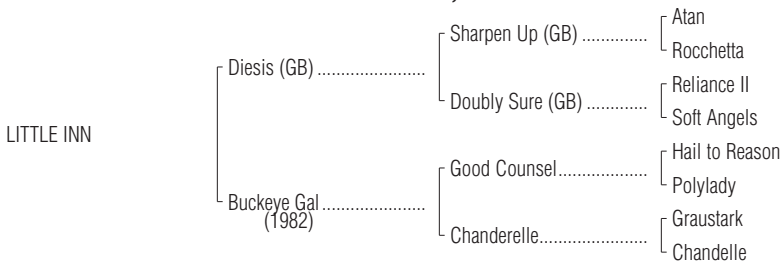 Atan
Sharpen Up (GB) ..............
Rocchetta
Diesis (GB) .......................
Reliance II
Doubly Sure (GB) .............
Soft Angels
LITTLE INN
Hail to Reason
Good Counsel...................
Polylady
Buckeye Gal ......................
(1982)
Graustark
Chanderelle.......................
Chandelle